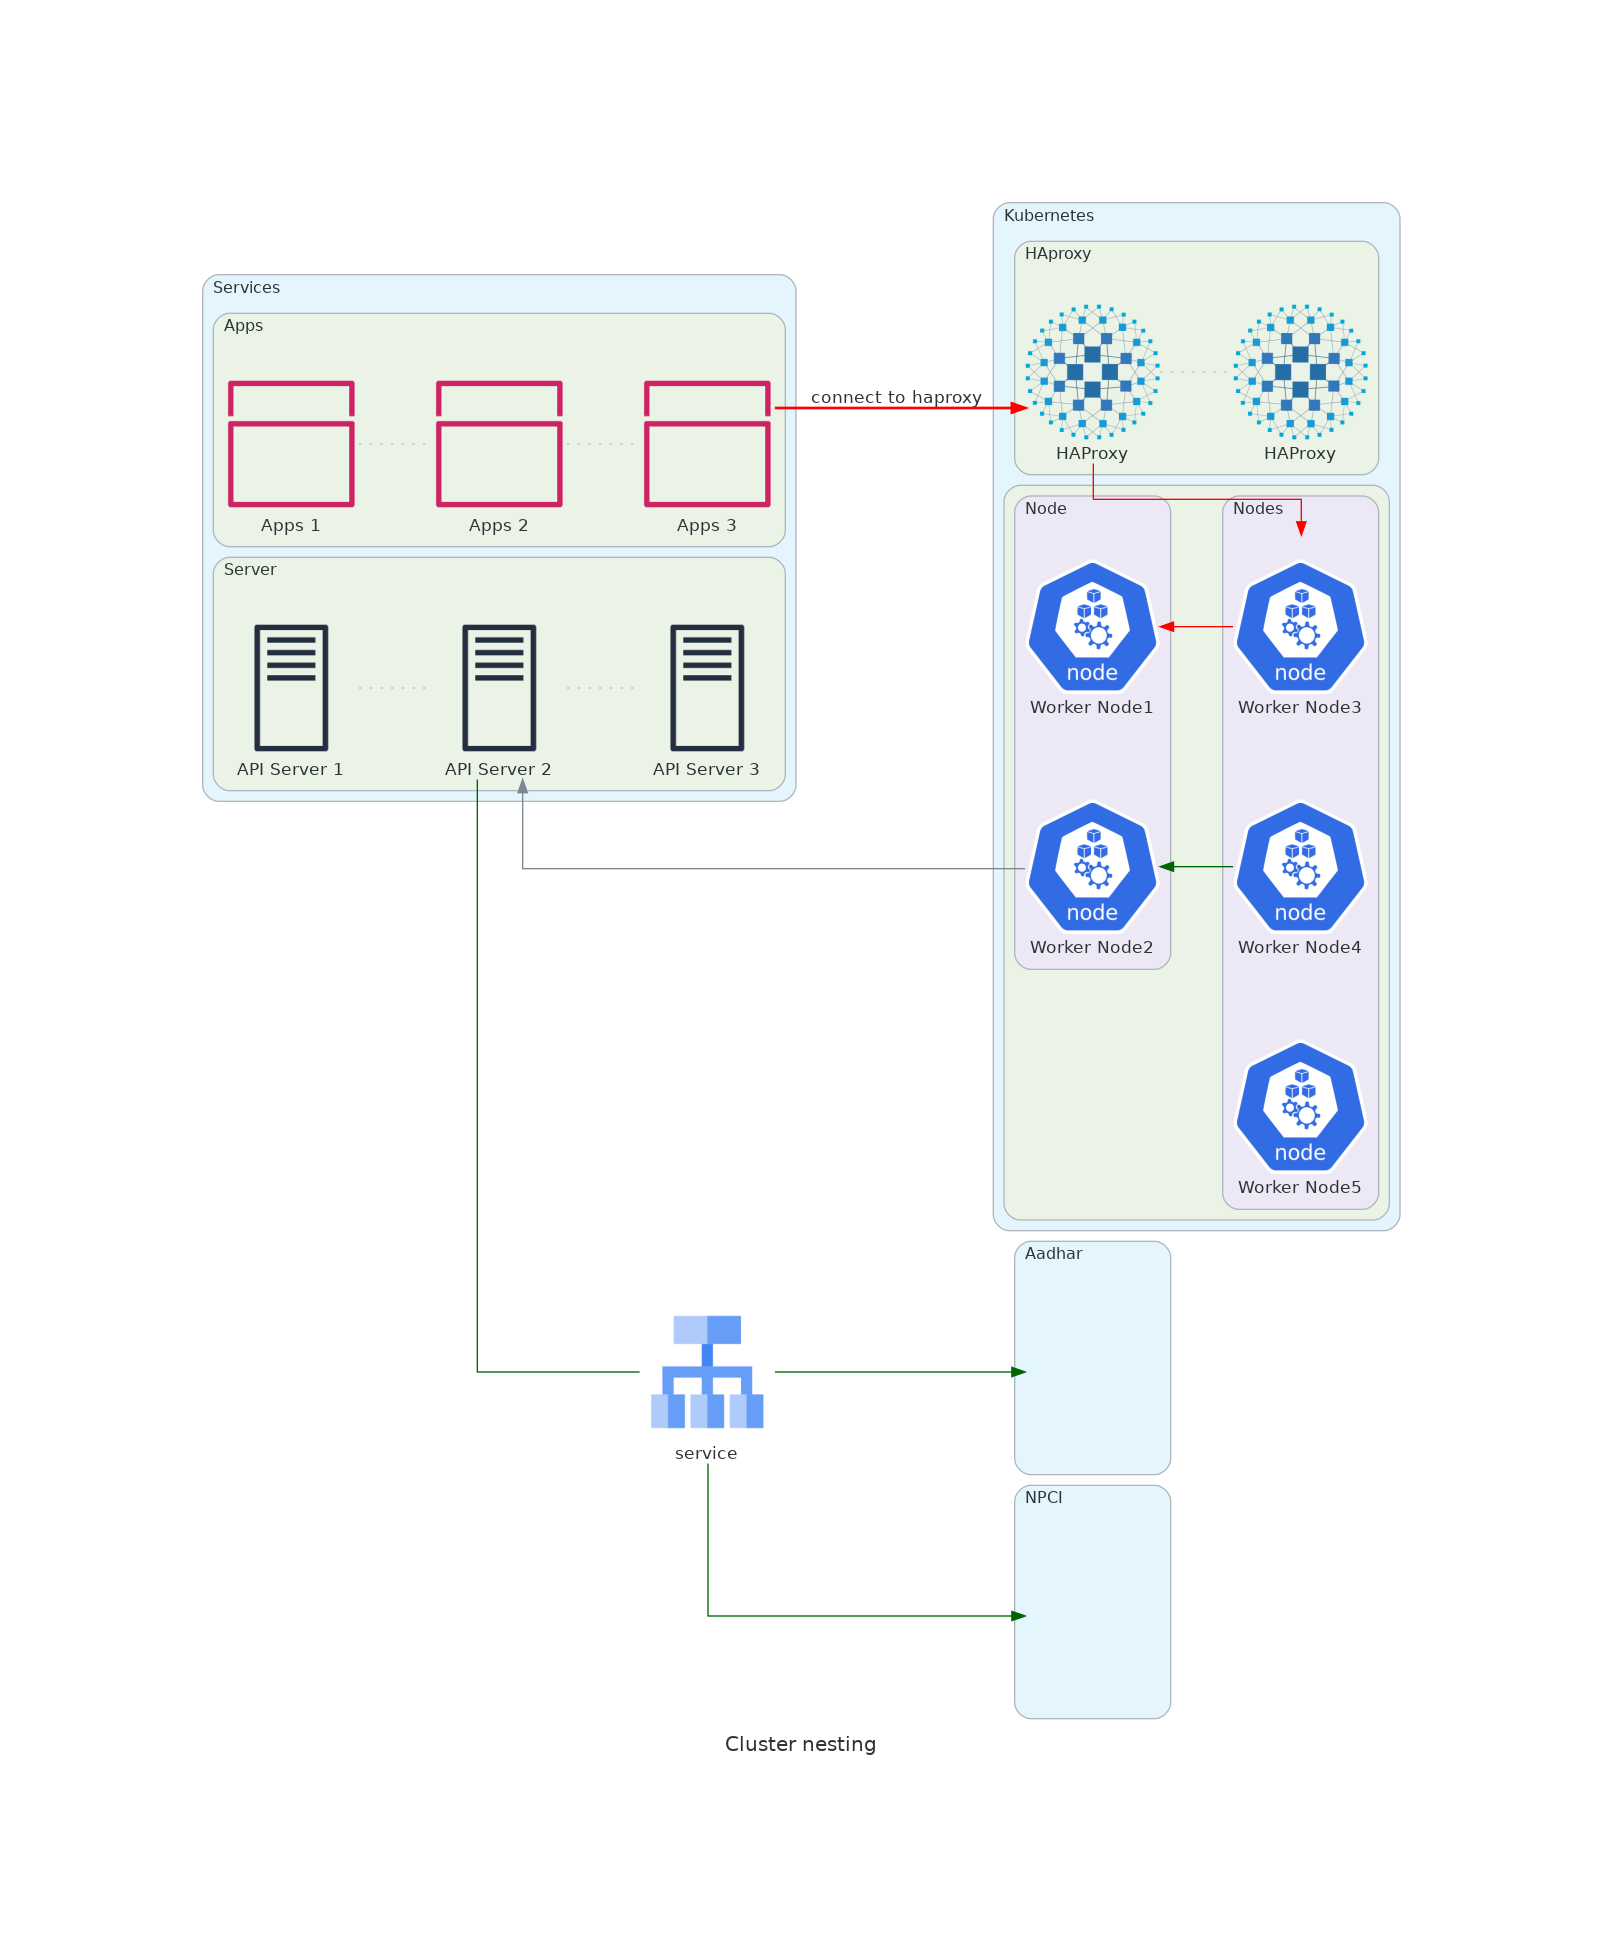 Kubernetes
HAproxy
HAProxy
HAProxy
Services
Apps
Apps 1
Apps 2
Apps 3
connect to haproxy
Server
API Server 1
API Server 2
API Server 3
Node
node
Worker Node1
node
Worker Node2
Nodes
node
Worker Node3
node
Worker Node4
node
Worker Node5
Aadhar
service
NPCI
Cluster nesting